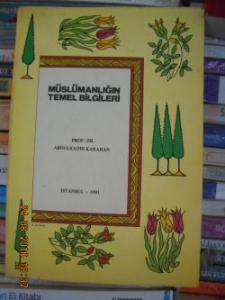 MÜSLÜMANLIĞIN
TEMEL BİLGİLERİ
PROF. DR.
ABDÜLKADİR KARAHAN
İSTANBUL – 1981